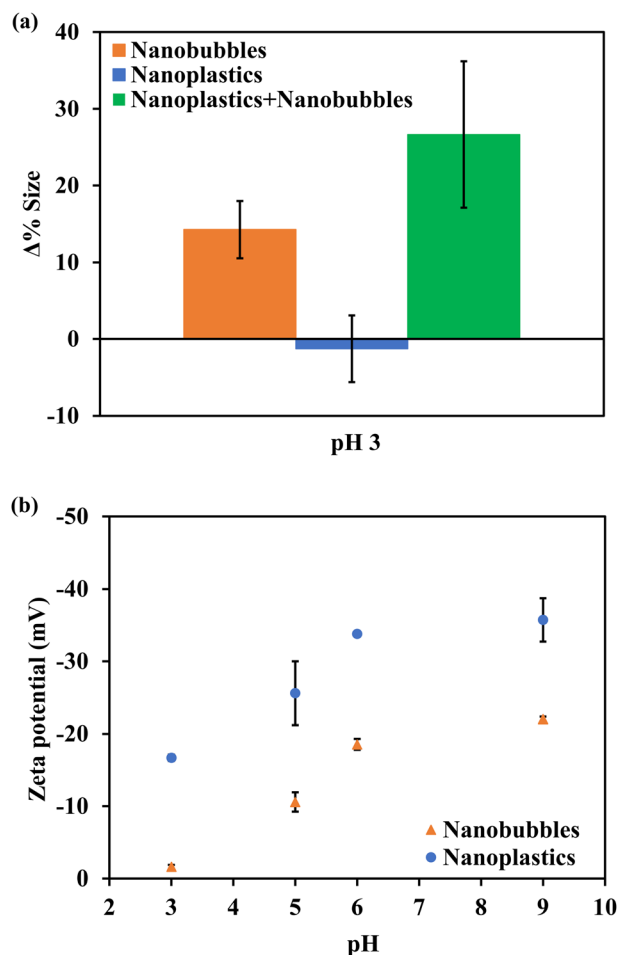 (a)
40
30
20
10
0
-10
Δ% Size
Nanobubbles
Nanoplastics
Nanoplastics+Nanobubbles
pH 3
(b)
-50
-40
-30
-20
-10
0
Zeta potential (mV)
Nanobubbles
Nanoplastics
2 3 4 5 6 7 8 9 10
pH